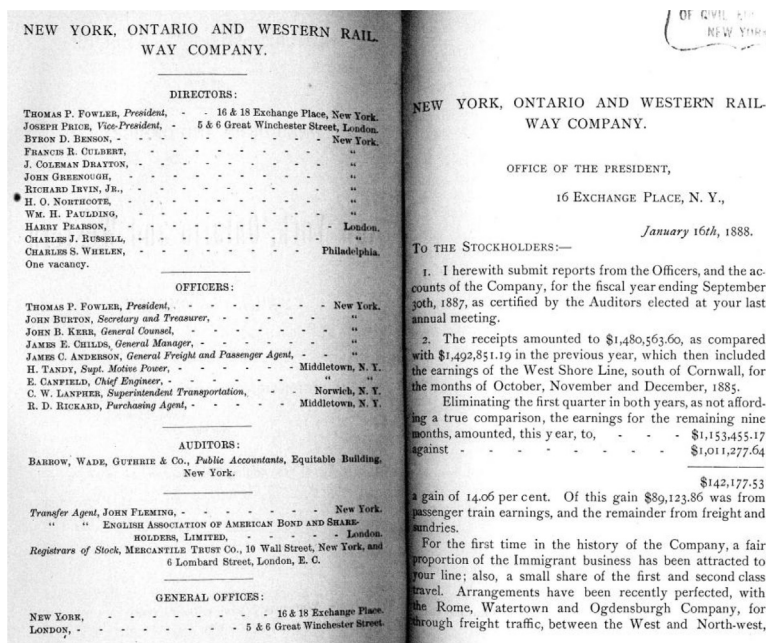 NEW YORK, ONTARIO AND WESTERN RAIL-
WAY COMPANY.
DIRECTORS:
THOMAS P. FOWLER, President, - - 16 & 18 Exchange Place, New York.
JOSEPH PRICE, Vice-President, - 5 & 6 Great Winchester Street, London.
BYRON D. BENSON, - - - - - - - - New York.
FRANCIS R. CULBERT, - - - - - - - "
J. COLEMAN DRAYTON, - - - - - - - "
JOHN GREENOUGH, - - - - - - - "
RICHARD IRVIN, JR., - - - - - - - "
H. O. NORTHCOTE, - - - - - - - "
WM. H. PAULDING, - - - - - - - "
HARRY PEARSON, - - - - - - - London.
CHARLES J. RUSSELL, - - - - - - - "
CHARLES S. WHELEN, - - - - - - Philadelphia.
One vacancy.
OFFICERS:
THOMAS P. FOWLER, President, - - - - - - New York.
JOHN BURTON, Secretary and Treasurer, - - - - - "
JOHN B. KERR, General Counsel, - - - - - - "
JAMES E. CHILDS, General Manager, - - - - - - "
JAMES C. ANDERSON, General Freight and Passenger Agent, - - "
H. TANDY, Supt. Motive Power, - - - - - Middletown, N. Y.
E. CANFIELD, Chief Engineer, - - - - - - " "
C. W. LANPHER, Superintendent Transportation, - - Norwich, N. Y.
R. D. RICKARD, Purchasing Agent, - - - - Middletown, N. Y.
AUDITORS:
BARROW, WADE, GUTHRIE & CO., Public Accountants, Equitable Building,
New York.
Transfer Agent, JOHN FLEMING, - - - - - - New York.
" " ENGLISH ASSOCIATION OF AMERICAN BOND AND SHARE-
HOLDERS, LIMITED, - - - - - London.
Registrars of Stock, MERCANTILE TRUST CO., 10 Wall Street, New York, and
6 Lombard Street, London, E. C.
GENERAL OFFICES:
NEW YORK, - - - - - - - 16 & 18 Exchange Place.
LONDON, - - - - - - 5 & 6 Great Winchester Street.
OF CIVIL
NEW YORK
NEW YORK, ONTARIO AND WESTERN RAIL-
WAY COMPANY.
OFFICE OF THE PRESIDENT,
16 EXCHANGE PLACE, N. Y.,
January 16th, 1888.
TO THE STOCKHOLDERS:—
1. I herewith submit reports from the Officers, and the ac-
counts of the Company, for the fiscal year ending September
30th, 1887, as certified by the Auditors elected at your last
annual meeting.
2. The receipts amounted to $1,480,563.60, as compared
with $1,492,851.19 in the previous year, which then included
the earnings of the West Shore Line, south of Cornwall, for
the months of October, November and December, 1885.
Eliminating the first quarter in both years, as not afford-
ing a true comparison, the earnings for the remaining nine
months, amounted, this year, to, - - - $1,153,455.17
against - - - - - - - $1,011,277.64
$142,177.53
a gain of 14.06 per cent. Of this gain $89,123.86 was from
passenger train earnings, and the remainder from freight and
sundries.
For the first time in the history of the Company, a fair
proportion of the Immigrant business has been attracted to
your line; also, a small share of the first and second class
travel. Arrangements have been recently perfected, with
the Rome, Watertown and Ogdensburgh Company, for
through freight traffic, between the West and North-west,